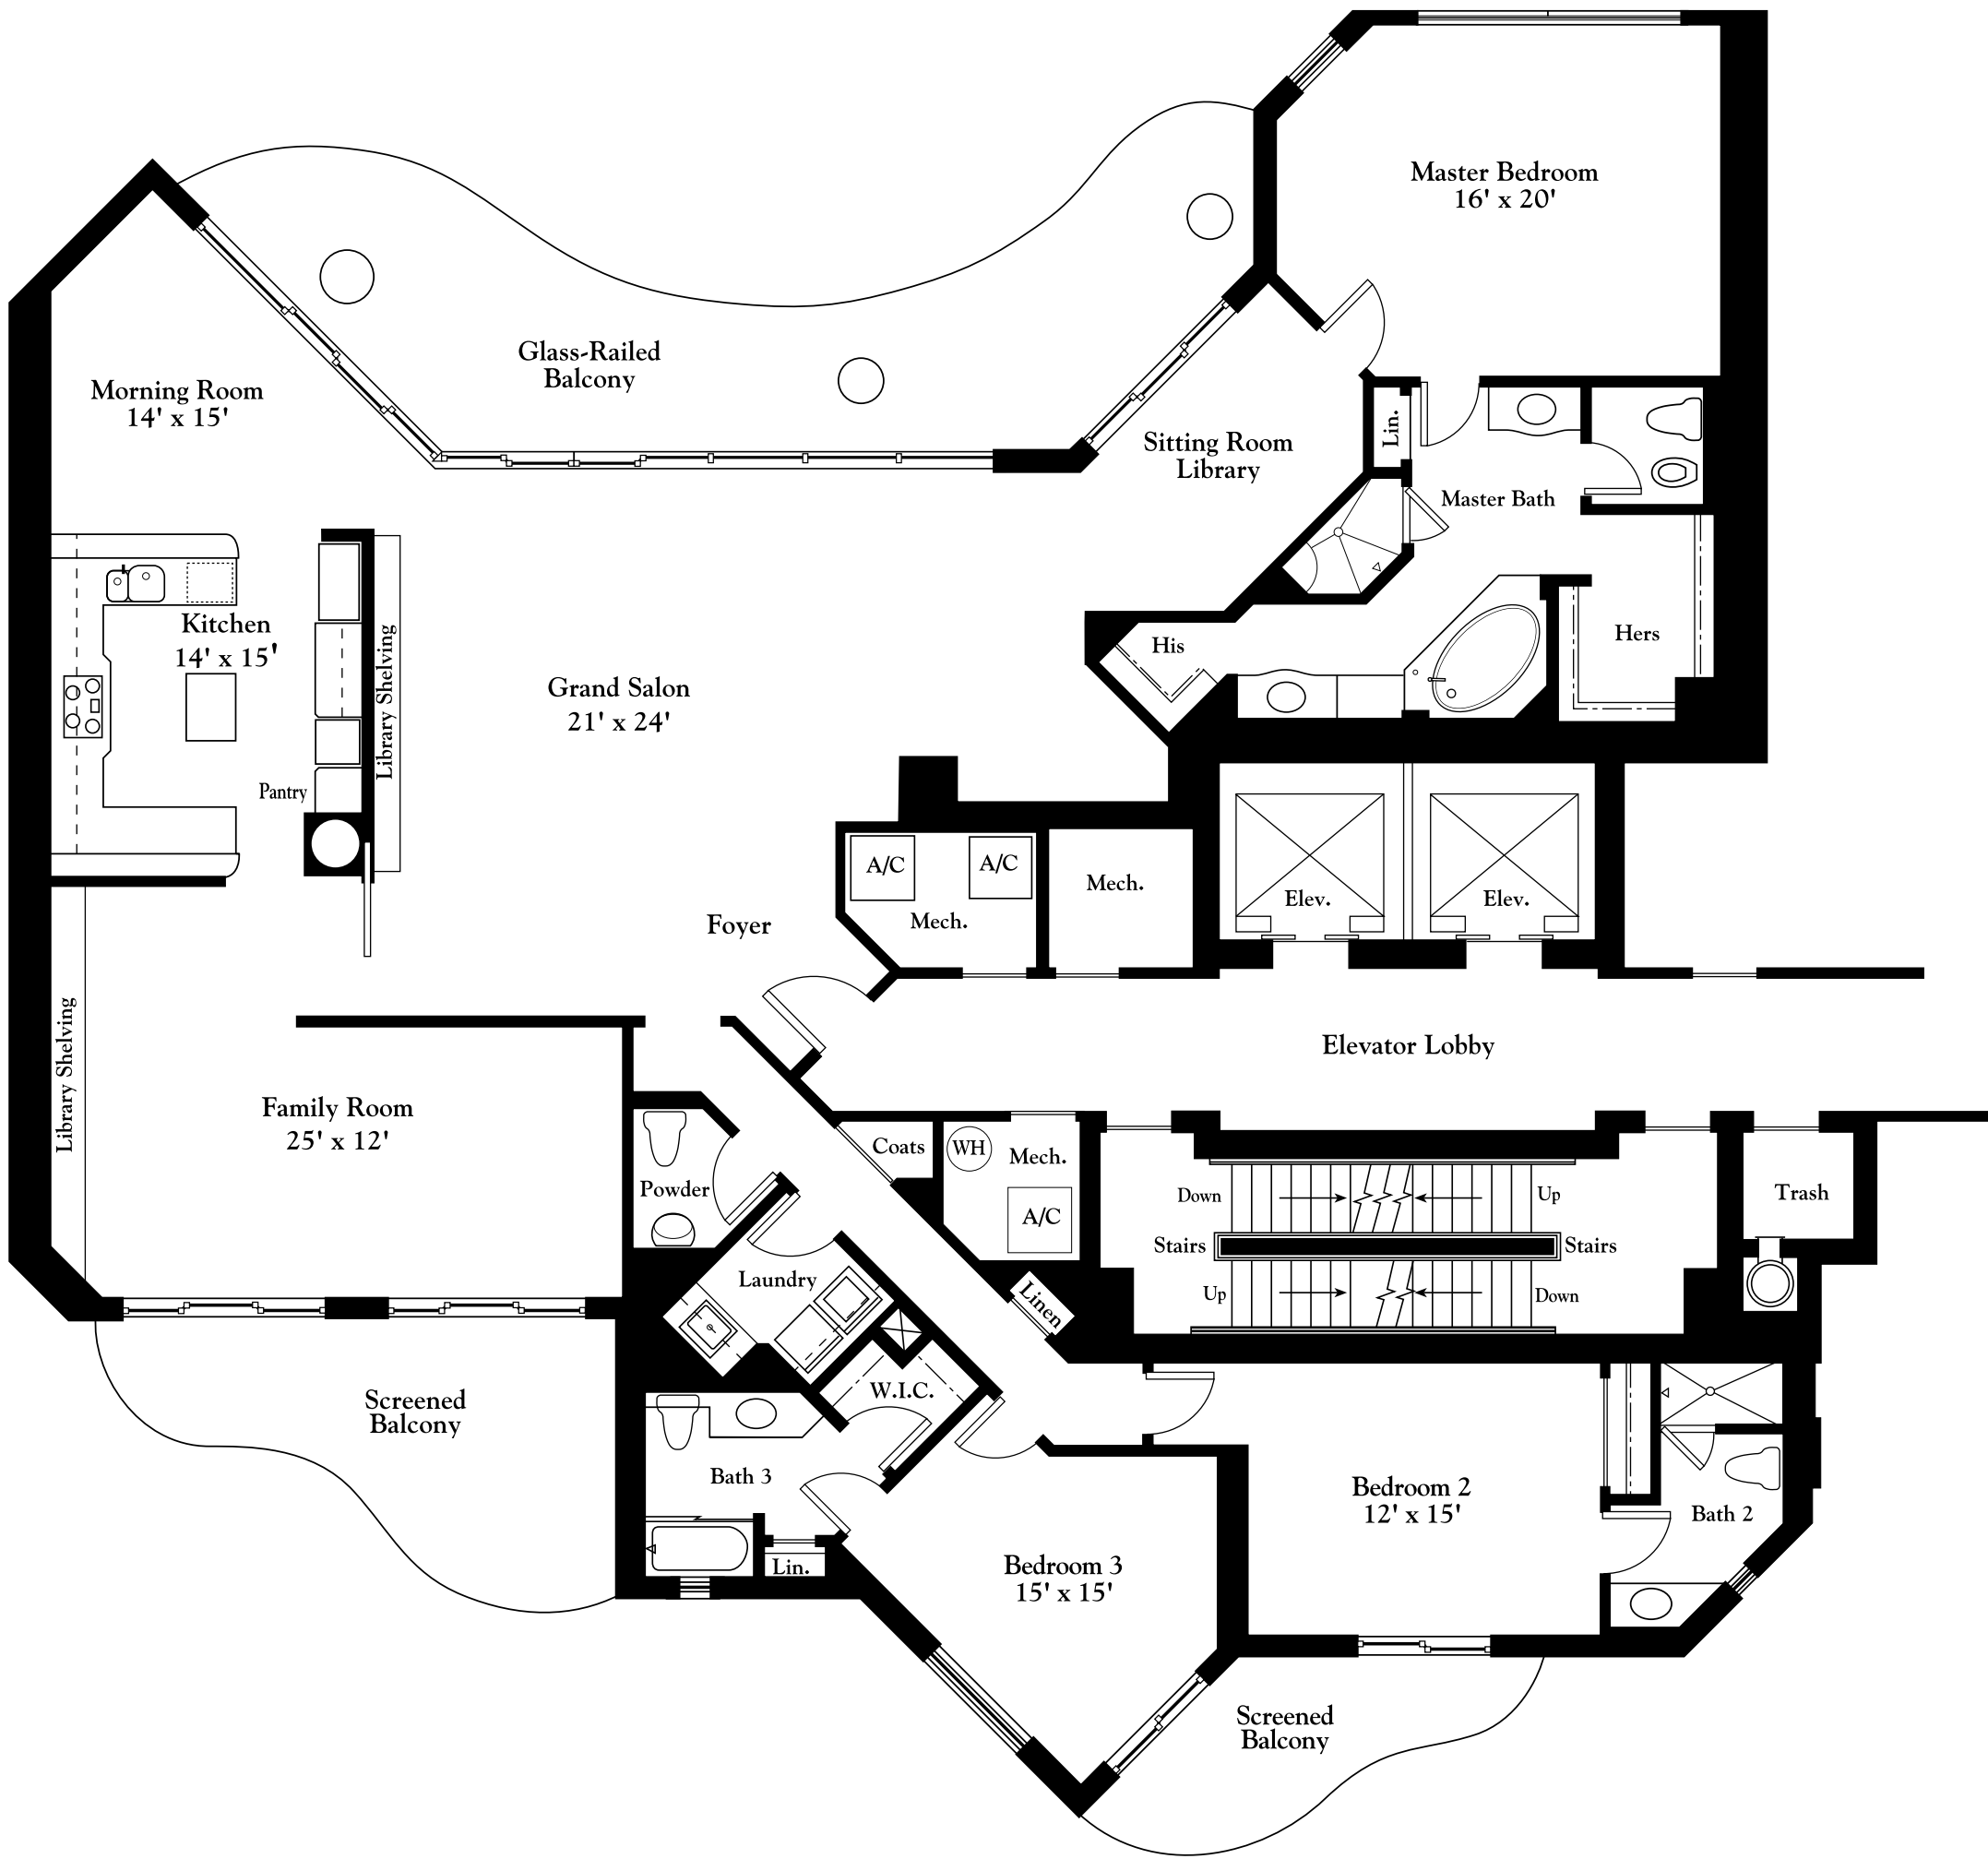 Master Bedroom
16' x 20'
Glass-Railed
Balcony
Morning Room
14' x 15'
Sitting Room
Library
Lin.
Master Bath
Kitchen
14' x 15'
Library Shelving
Grand Salon
21' x 24'
His
Hers
Pantry
A/C
A/C
Mech.
Mech.
Elev.
Elev.
Foyer
Elevator Lobby
Library Shelving
Family Room
25' x 12'
Coats
WH
Mech.
A/C
Powder
Down
Up
Trash
Stairs
Stairs
Laundry
Up
Down
Linen
Screened
Balcony
W.I.C.
Bath 3
Bedroom 2
12' x 15'
Bath 2
Lin.
Bedroom 3
15' x 15'
Screened
Balcony